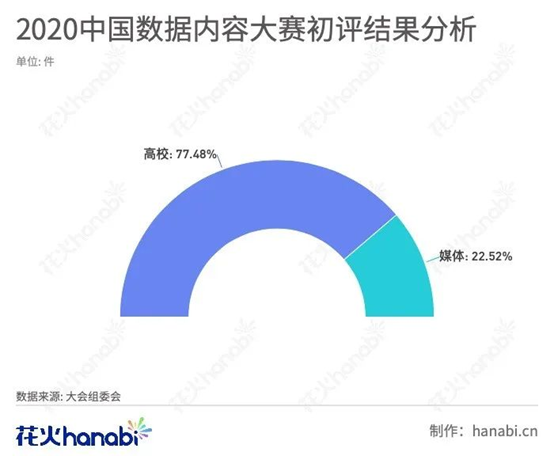 2020中国数据内容大赛初评结果分析
单位: 件
高校: 77.48%
媒体: 22.52%
数据来源: 大会组委会
花火hanabi
制作: hanabi.cn